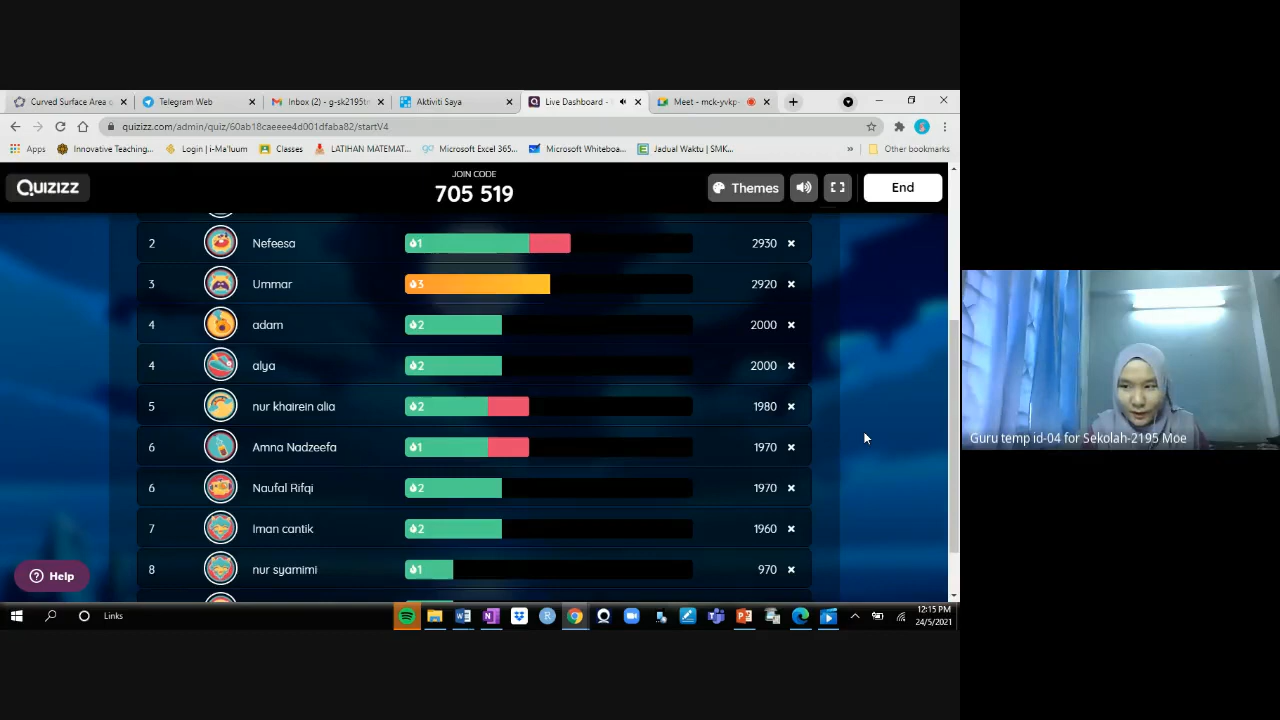 Curved Surface Area o
Telegram Web
Inbox (2) - g-sk2195tn
Aktiviti Saya
Live Dashboard -
Meet - mck-yvkp-
quizizz.com/admin/quiz/60ab18caeeee4d001dfaba82/startV4
Apps
Innovative Teaching...
Login | i-Ma'luum
Classes
LATIHAN MATEMAT...
Microsoft Excel 365...
Microsoft Whiteboa...
Jadual Waktu | SMK...
Other bookmarks
QUIZIZZ
JOIN CODE
705 519
Themes
End
2 Nefeesa 1 2930
3 Ummar 3 2920
4 adam 2 2000
4 alya 2 2000
5 nur khairein alia 2 1980
6 Amna Nadzeefa 1 1970
6 Naufal Rifqi 2 1970
7 Iman cantik 2 1960
8 nur syamimi 1 970
Help
Links
12:15 PM
24/5/2021
Guru temp id-04 for Sekolah-2195 Moe